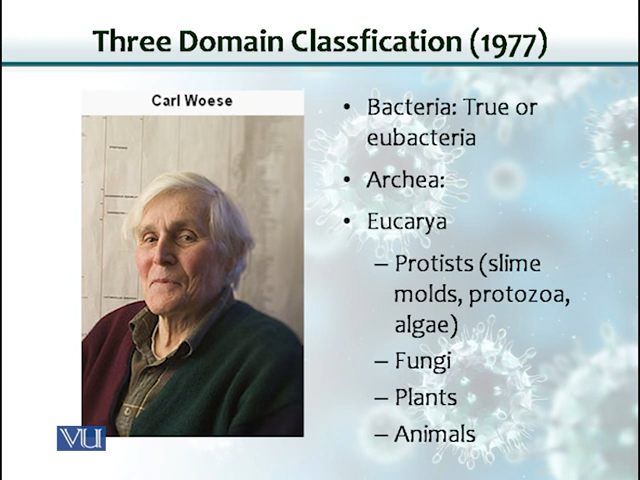 Three Domain Classfication (1977)
Carl Woese
• Bacteria: True or
eubacteria
• Archea:
• Eucarya
– Protists (slime
molds, protozoa,
algae)
– Fungi
– Plants
– Animals
VU